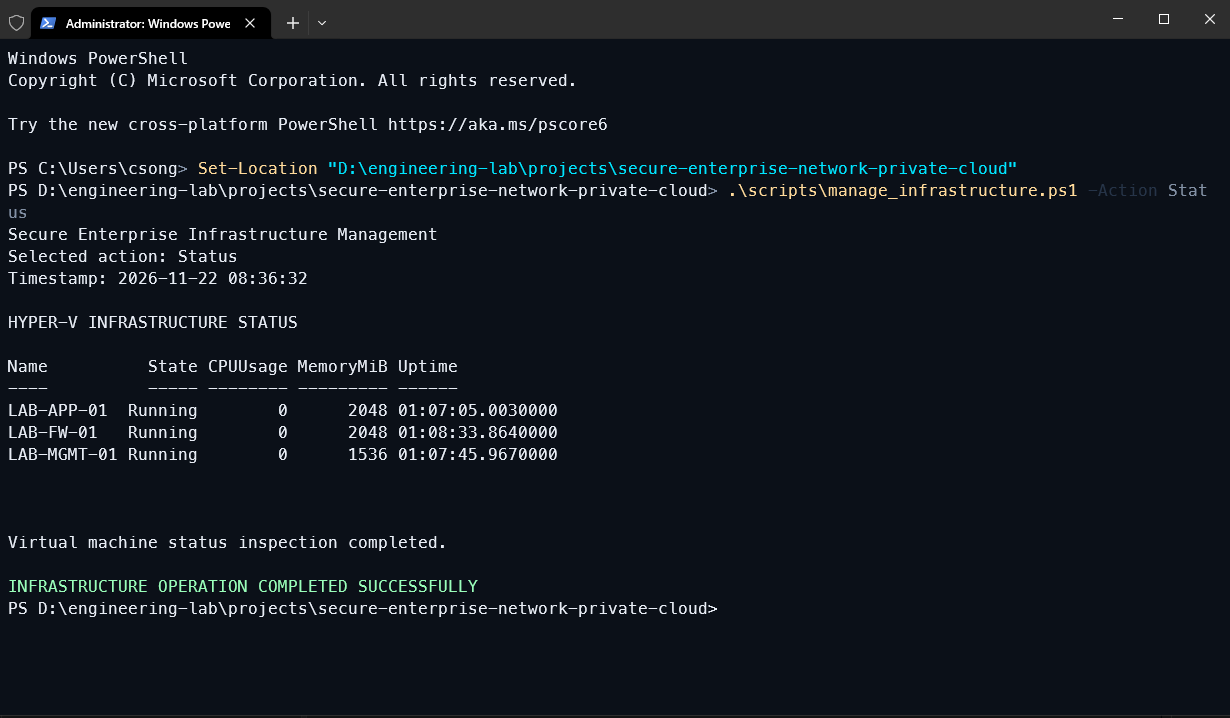 Administrator: Windows Powe
Windows PowerShell
Copyright (C) Microsoft Corporation. All rights reserved.
Try the new cross-platform PowerShell https://aka.ms/pscore6
PS C:\Users\csong> Set-Location "D:\engineering-lab\projects\secure-enterprise-network-private-cloud"
PS D:\engineering-lab\projects\secure-enterprise-network-private-cloud> .\scripts\manage_infrastructure.ps1 -Action Stat
us
Secure Enterprise Infrastructure Management
Selected action: Status
Timestamp: 2026-11-22 08:36:32
HYPER-V INFRASTRUCTURE STATUS
Name          State CPUUsage MemoryMiB Uptime
----          ----- -------- --------- ------
LAB-APP-01  Running        0      2048 01:07:05.0030000
LAB-FW-01   Running        0      2048 01:08:33.8640000
LAB-MGMT-01 Running        0      1536 01:07:45.9670000
Virtual machine status inspection completed.
INFRASTRUCTURE OPERATION COMPLETED SUCCESSFULLY
PS D:\engineering-lab\projects\secure-enterprise-network-private-cloud>